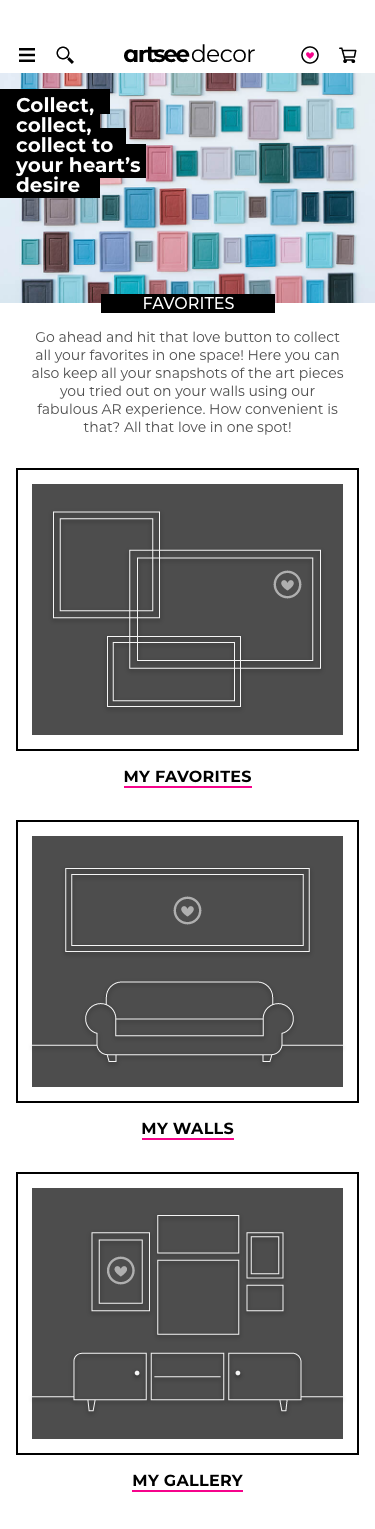 artsee decor
Collect,
collect,
collect to
your heart's
desire
FAVORITES
Go ahead and hit that love button to collect
all your favorites in one space! Here you can
also keep all your snapshots of the art pieces
you tried out on your walls using our
fabulous AR experience. How convenient is
that? All that love in one spot!
MY FAVORITES
MY WALLS
MY GALLERY